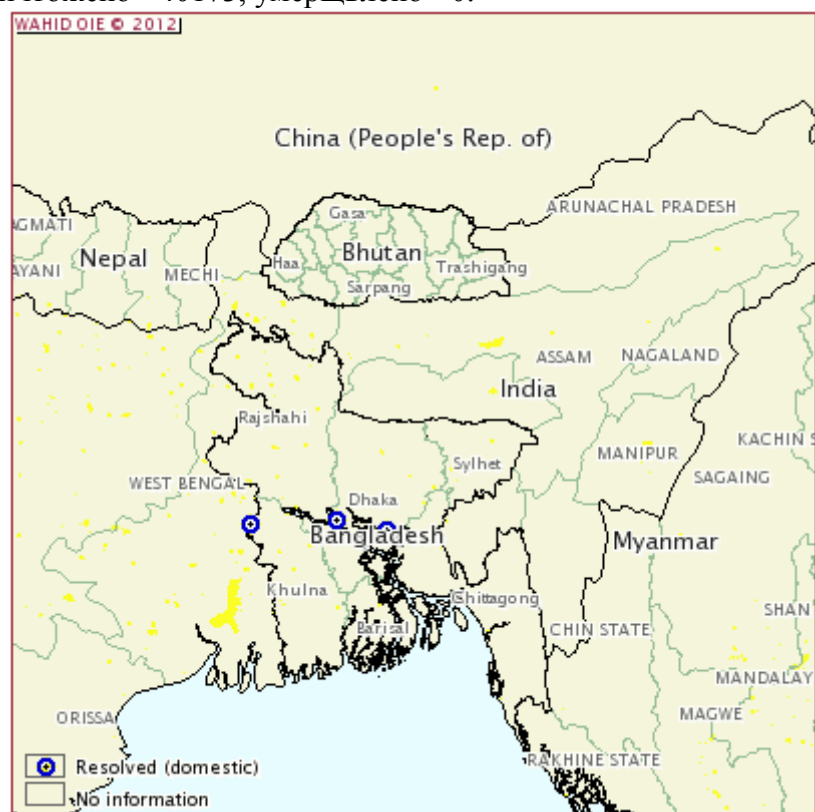 WAHID OIE © 2012
China (People's Rep. of)
ARUNACHAL PRADESH
Gasa
AGMATI
Nepal
Bhutan
AYANI
MECHI
Haa
Trashigang
Sarpang
ASSAM
NAGALAND
India
Rajshahi
KACHIN S
MANIPUR
Sylhet
SAGAING
WEST BENGAL
Dhaka
Bangladesh
Myanmar
Khulna
Chittagong
SHAN
Barisal
CHIN STATE
MANDALAY
ORISSA
MAGWE
RAKHINE STATE
Resolved (domestic)
No information